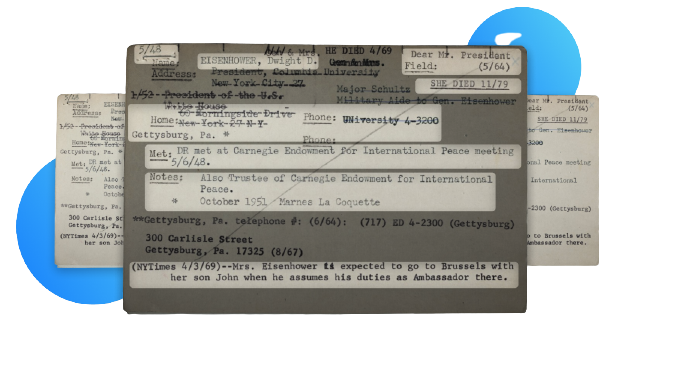 5/48
Gen & Mrs. HE DIED 4/69
Dear Mr. President
Name: EISENHOWER, Dwight D. Gen & Mrs.
Field: (5/64)
Address: President, Columbia University
New York City 27
SHE DIED 11/79
1/52 - President of the U.S.
Major Schultz
White House
Military Aide to Gen. Eisenhower
60 Morningside Drive
Home: New York 27 N.Y.
Phone: UNiversity 4-3200
Gettysburg, Pa. *
Phone:
Met: DR met at Carnegie Endowment for International Peace meeting
5/6/48.
Notes: Also Trustee of Carnegie Endowment for International
Peace.
* October 1951 Marnes La Coquette
**Gettysburg, Pa. telephone #: (6/64): (717) ED 4-2300 (Gettysburg)
300 Carlisle Street
Gettysburg, Pa. 17325 (8/67)
(NYTimes 4/3/69)--Mrs. Eisenhower is expected to go to Brussels with
her son John when he assumes his duties as Ambassador there.